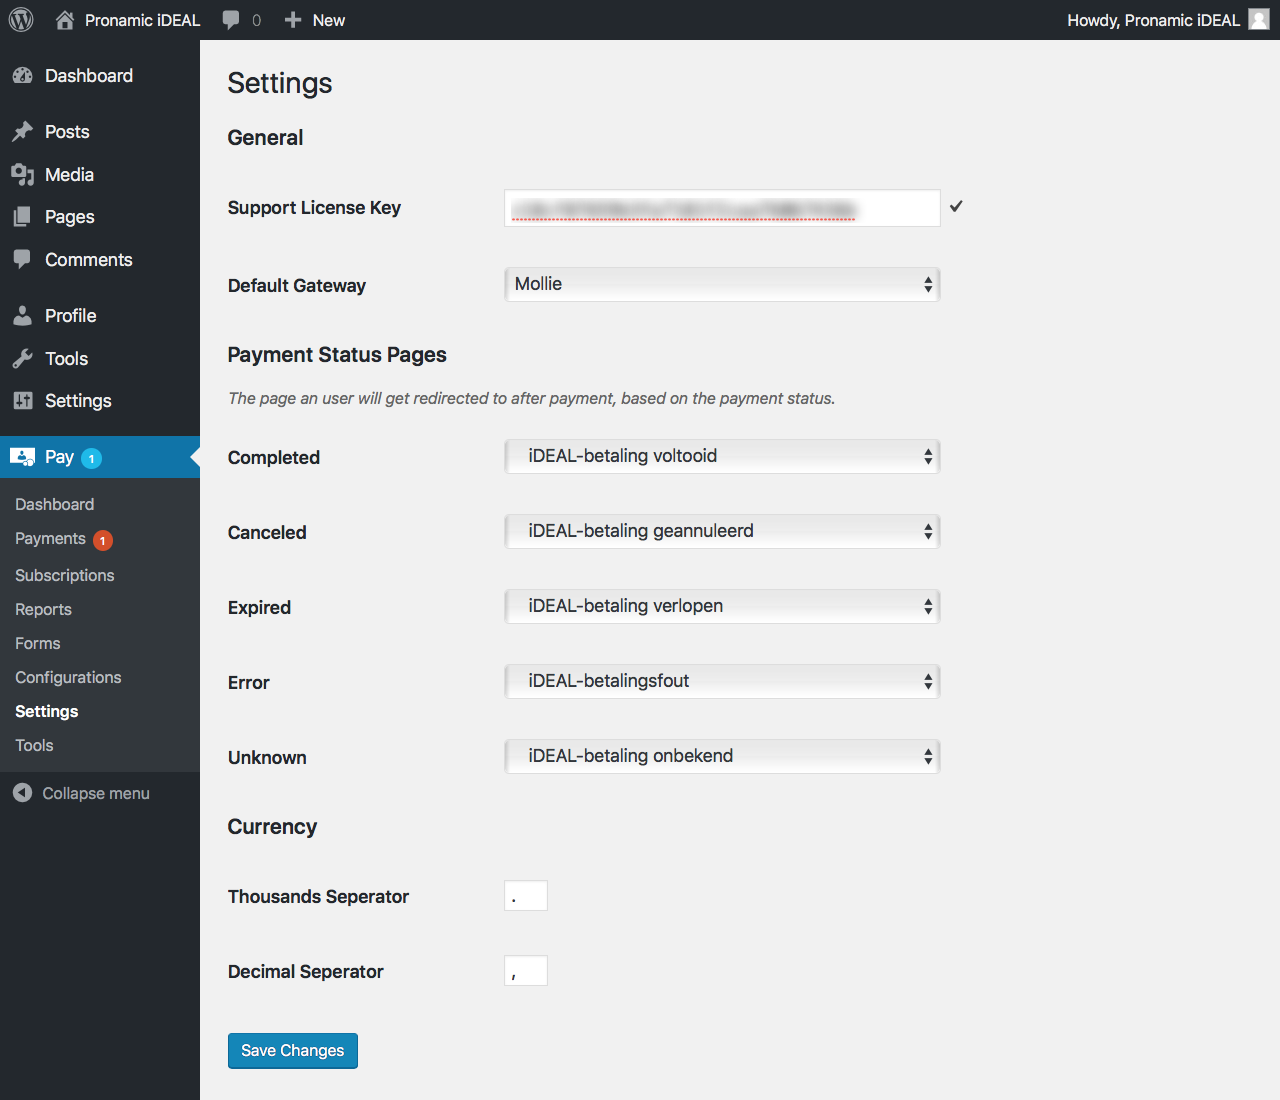 Pronamic iDEAL 0 New Howdy, Pronamic iDEAL
Dashboard
Posts
Media
Pages
Comments
Profile
Tools
Settings
Pay 1
Dashboard
Payments 1
Subscriptions
Reports
Forms
Configurations
Settings
Tools
Collapse menu
Settings
General
Support License Key
Default Gateway Mollie
Payment Status Pages
The page an user will get redirected to after payment, based on the payment status.
Completed iDEAL-betaling voltooid
Canceled iDEAL-betaling geannuleerd
Expired iDEAL-betaling verlopen
Error iDEAL-betalingsfout
Unknown iDEAL-betaling onbekend
Currency
Thousands Seperator .
Decimal Seperator ,
Save Changes